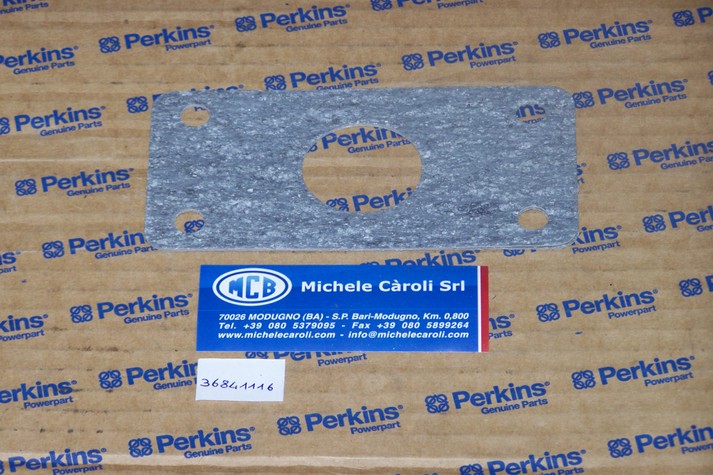 Perkins
Genuine Parts
Perkins
Powerpart
MCB
Michele Càroli Srl
70026 MODUGNO (BA) - S.P. Bari-Modugno, Km. 0,800
Tel. +39 080 5379095 - Fax +39 080 5899264
www.michelecaroli.com - info@michelecaroli.com
36841116